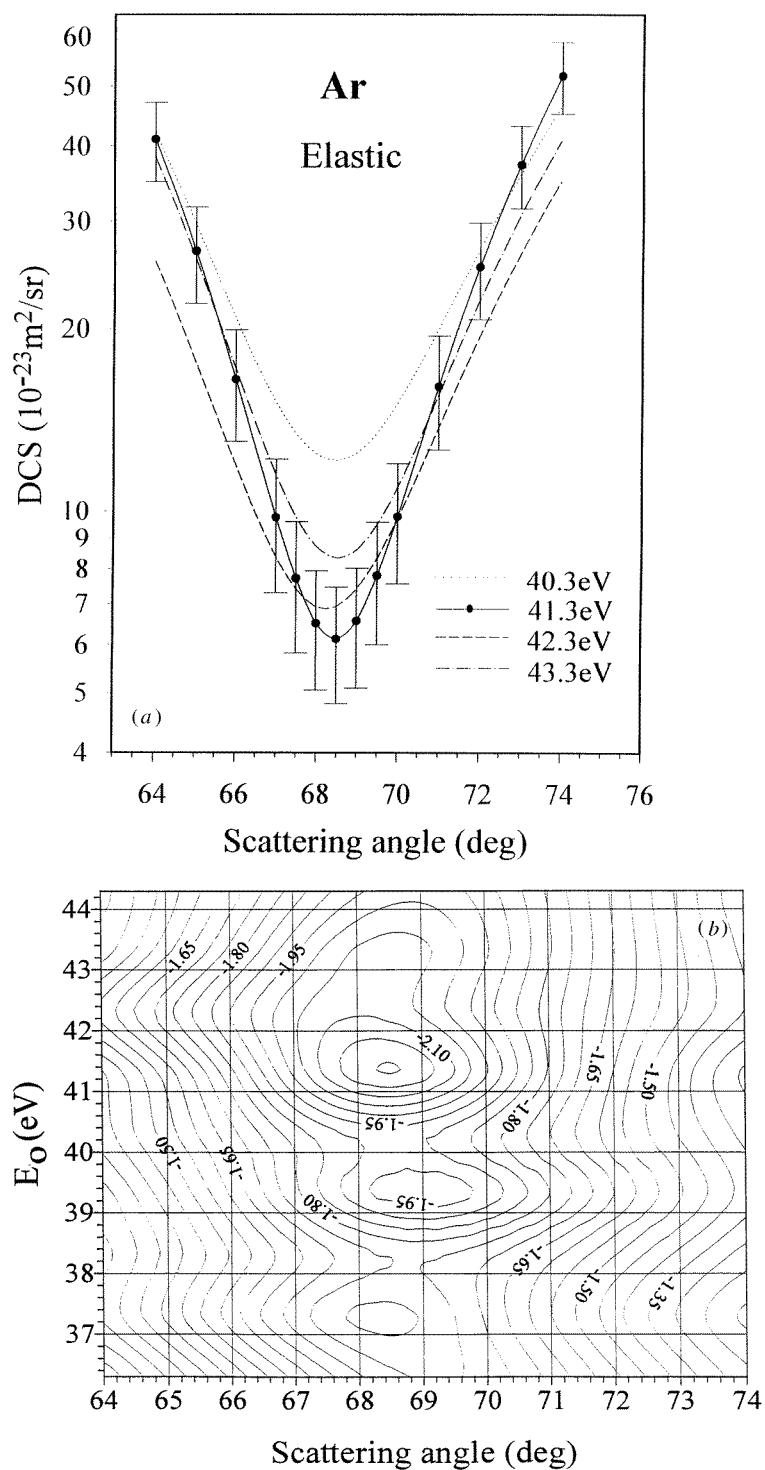 60
50
40
30
20
10
9
8
7
6
5
4
DCS (10⁻²³m²/sr)
Ar
Elastic
40.3eV
41.3eV
42.3eV
43.3eV
(a)
64 66 68 70 72 74 76
Scattering angle (deg)
(b)
44
43
42
41
40
39
38
37
Eo(eV)
-1.65
-1.80
-1.95
-2.10
-1.65
-1.50
-1.95
-1.80
-1.50
-1.65
-1.80
-1.95
-1.65
-1.50
-1.35
64 65 66 67 68 69 70 71 72 73 74
Scattering angle (deg)